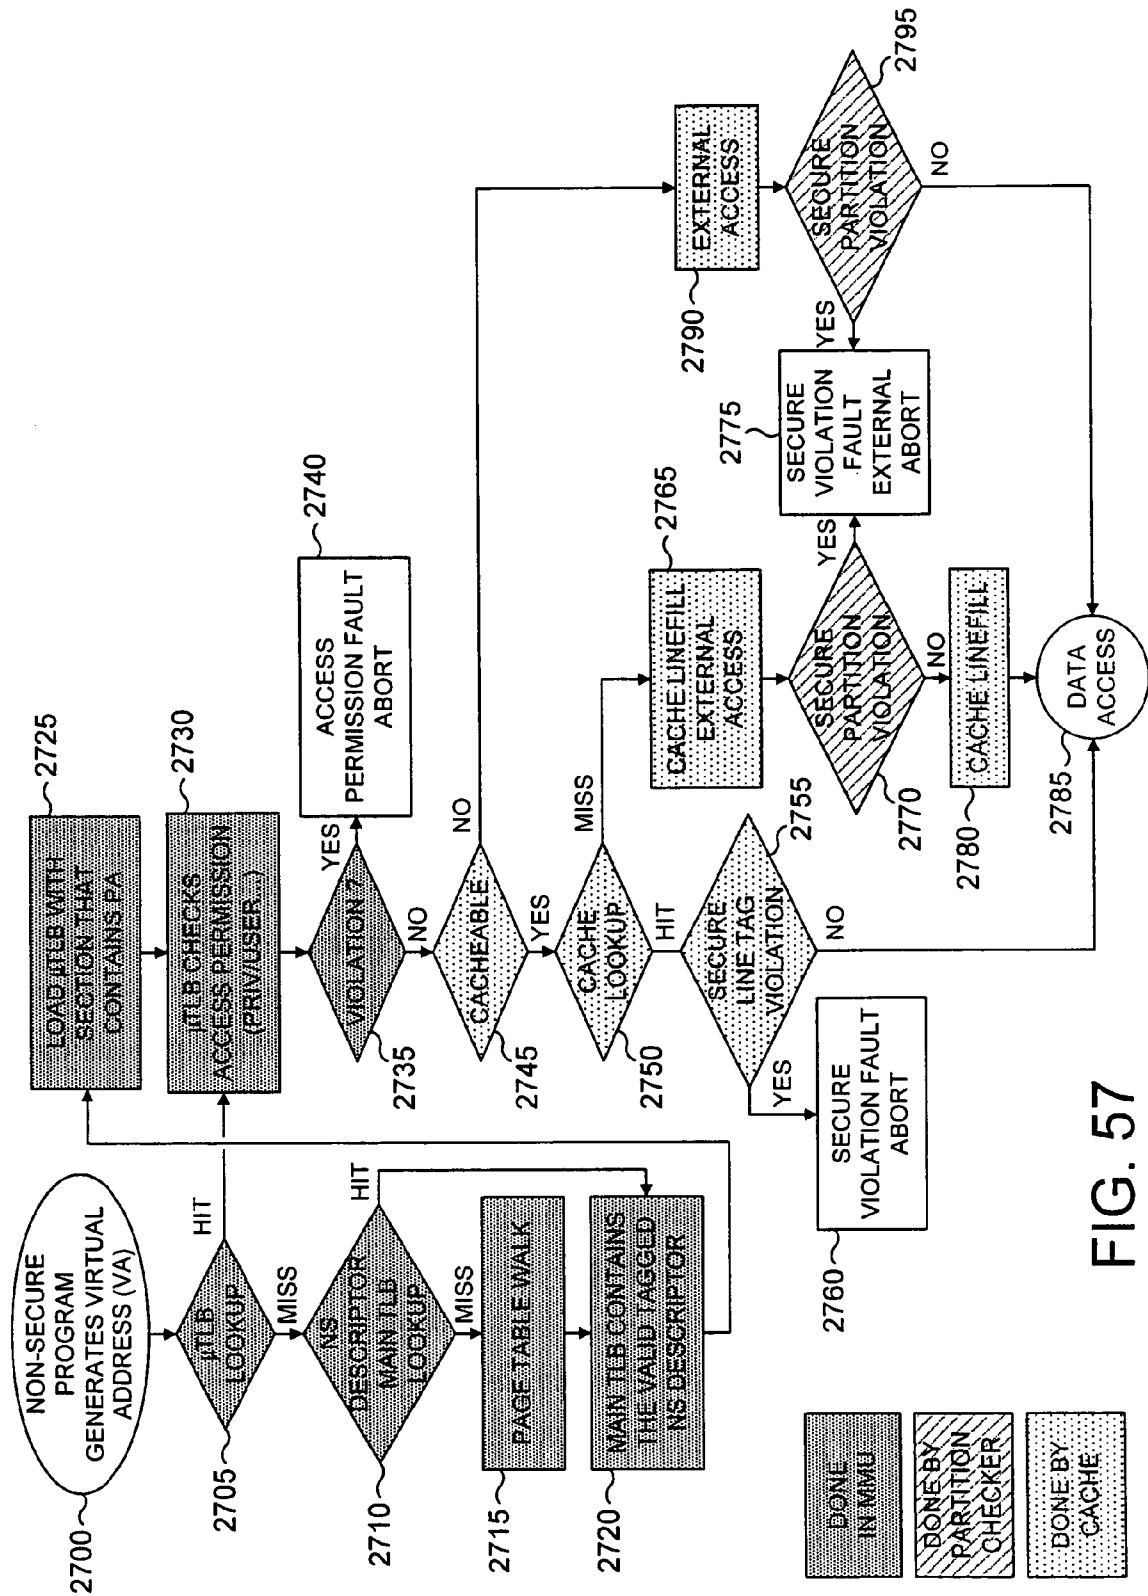 2700
NON-SECURE
PROGRAM
GENERATES VIRTUAL
ADDRESS (VA)
2705
µTLB
LOOKUP
HIT
MISS
2710
NS
DESCRIPTOR
MAIN TLB
LOOKUP
HIT
MISS
2715
PAGE TABLE WALK
2720
MAIN TLB CONTAINS
THE VALID TAGGED
NS DESCRIPTOR
2725
LOAD µTLB WITH
SECTION THAT
CONTAINS PA
2730
µTLB CHECKS
ACCESS PERMISSION
(PRIV/USER...)
2735
VIOLATION ?
YES
NO
2740
ACCESS
PERMISSION FAULT
ABORT
2745
CACHEABLE
NO
YES
2750
CACHE
LOOKUP
MISS
HIT
2755
SECURE
LINE TAG
VIOLATION
YES
NO
2760
SECURE
VIOLATION FAULT
ABORT
2765
CACHE LINEFILL
EXTERNAL
ACCESS
2770
SECURE
PARTITION
VIOLATION
YES
NO
2775
SECURE
VIOLATION
FAULT
EXTERNAL
ABORT
2780
CACHE LINEFILL
2785
DATA
ACCESS
2790
EXTERNAL
ACCESS
2795
SECURE
PARTITION
VIOLATION
YES
NO
DONE
IN MMU
DONE BY
PARTITION
CHECKER
DONE BY
CACHE
FIG. 57